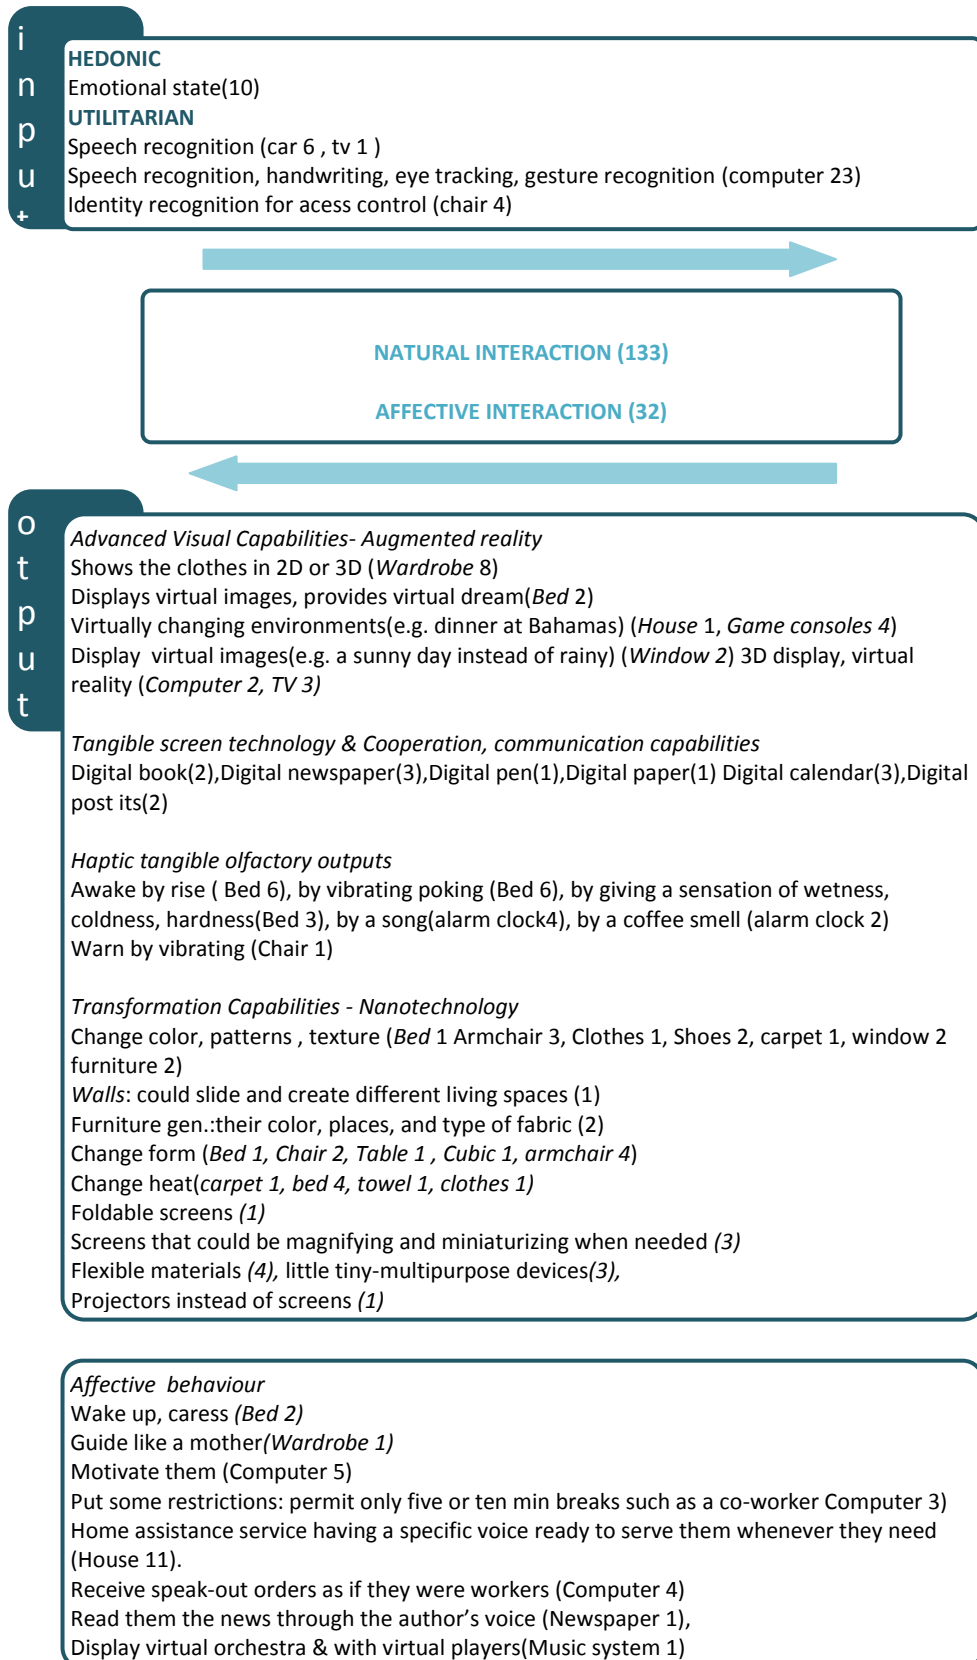 input
HEDONIC
Emotional state(10)
UTILITARIAN
Speech recognition (car 6 , tv 1 )
Speech recognition, handwriting, eye tracking, gesture recognition (computer 23)
Identity recognition for acess control (chair 4)
NATURAL INTERACTION (133)
AFFECTIVE INTERACTION (32)
otput
Advanced Visual Capabilities- Augmented reality
Shows the clothes in 2D or 3D (Wardrobe 8)
Displays virtual images, provides virtual dream(Bed 2)
Virtually changing environments(e.g. dinner at Bahamas) (House 1, Game consoles 4)
Display virtual images(e.g. a sunny day instead of rainy) (Window 2) 3D display, virtual
reality (Computer 2, TV 3)
Tangible screen technology & Cooperation, communication capabilities
Digital book(2),Digital newspaper(3),Digital pen(1),Digital paper(1) Digital calendar(3),Digital
post its(2)
Haptic tangible olfactory outputs
Awake by rise ( Bed 6), by vibrating poking (Bed 6), by giving a sensation of wetness,
coldness, hardness(Bed 3), by a song(alarm clock4), by a coffee smell (alarm clock 2)
Warn by vibrating (Chair 1)
Transformation Capabilities - Nanotechnology
Change color, patterns , texture (Bed 1 Armchair 3, Clothes 1, Shoes 2, carpet 1, window 2
furniture 2)
Walls: could slide and create different living spaces (1)
Furniture gen.:their color, places, and type of fabric (2)
Change form (Bed 1, Chair 2, Table 1 , Cubic 1, armchair 4)
Change heat(carpet 1, bed 4, towel 1, clothes 1)
Foldable screens (1)
Screens that could be magnifying and miniaturizing when needed (3)
Flexible materials (4), little tiny-multipurpose devices(3),
Projectors instead of screens (1)
Affective behaviour
Wake up, caress (Bed 2)
Guide like a mother(Wardrobe 1)
Motivate them (Computer 5)
Put some restrictions: permit only five or ten min breaks such as a co-worker Computer 3)
Home assistance service having a specific voice ready to serve them whenever they need
(House 11).
Receive speak-out orders as if they were workers (Computer 4)
Read them the news through the author's voice (Newspaper 1),
Display virtual orchestra & with virtual players(Music system 1)